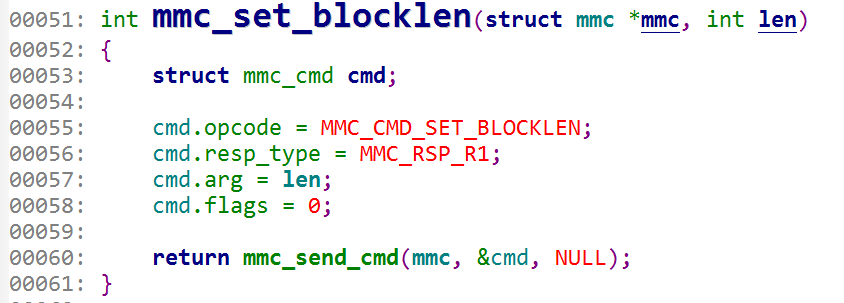 00051: int mmc_set_blocklen(struct mmc *mmc, int len)
00052: {
00053:     struct mmc_cmd cmd;
00054:
00055:     cmd.opcode = MMC_CMD_SET_BLOCKLEN;
00056:     cmd.resp_type = MMC_RSP_R1;
00057:     cmd.arg = len;
00058:     cmd.flags = 0;
00059:
00060:     return mmc_send_cmd(mmc, &cmd, NULL);
00061: }